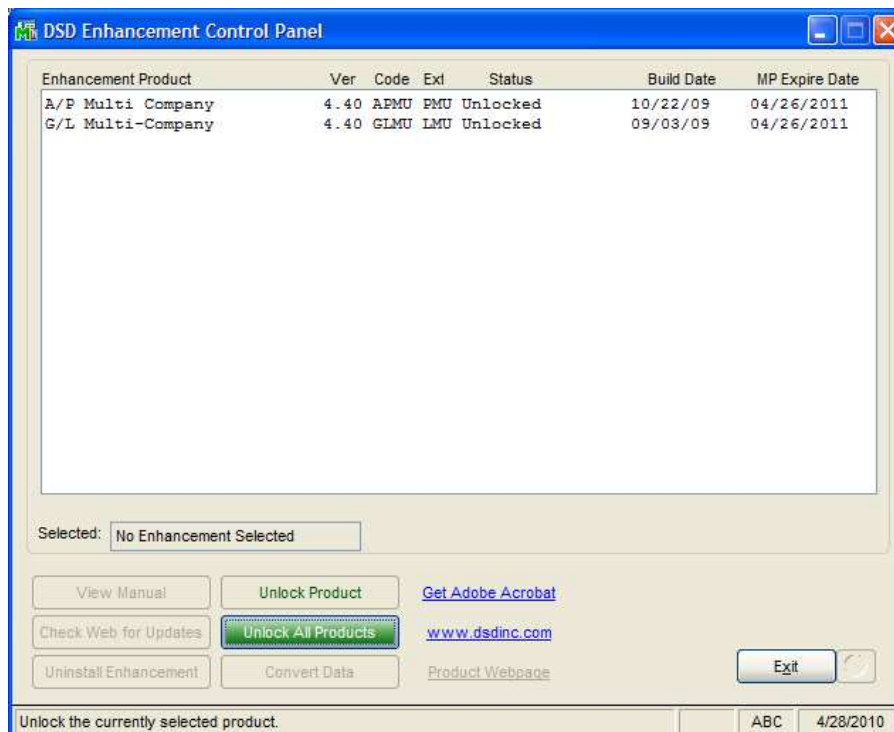 DSD Enhancement Control Panel
Enhancement Product Ver Code Ext Status Build Date MP Expire Date
A/P Multi Company 4.40 APMU PMU Unlocked 10/22/09 04/26/2011
G/L Multi-Company 4.40 GLMU LMU Unlocked 09/03/09 04/26/2011
Selected: No Enhancement Selected
View Manual Unlock Product Get Adobe Acrobat
Check Web for Updates Unlock All Products www.dsdinc.com
Uninstall Enhancement Convert Data Product Webpage Exit
Unlock the currently selected product. ABC 4/28/2010